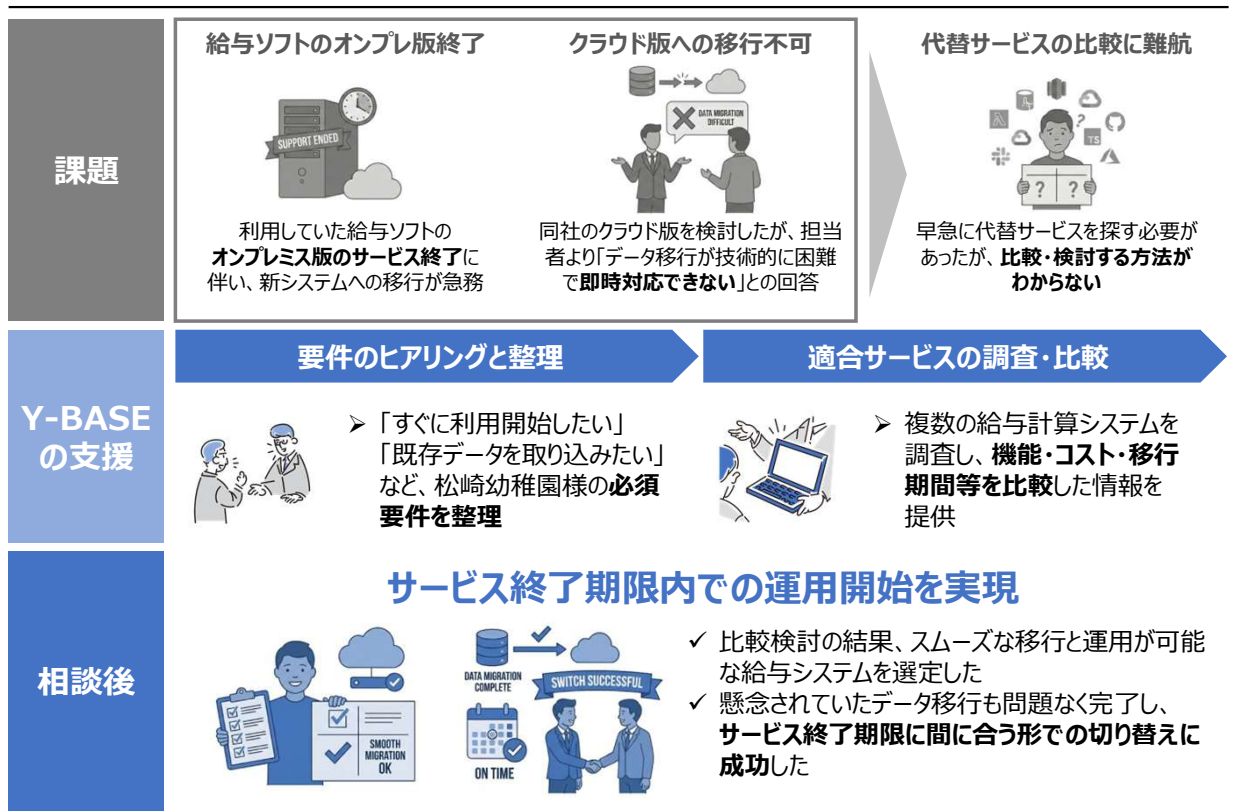 課題
給与ソフトのオンプレ版終了
SUPPORT ENDED
利用していた給与ソフトの
オンプレミス版のサービス終了に
伴い、新システムへの移行が急務
クラウド版への移行不可
DATA MIGRATION
DIFFICULT
同社のクラウド版を検討したが、担当
者より「データ移行が技術的に困難
で即時対応できない」との回答
代替サービスの比較に難航
?
TS
? ?
早急に代替サービスを探す必要が
あったが、比較・検討する方法が
わからない
Y-BASE
の支援
要件のヒアリングと整理
➢ 「すぐに利用開始したい」
「既存データを取り込みたい」
など、松崎幼稚園様の必須
要件を整理
適合サービスの調査・比較
➢ 複数の給与計算システムを
調査し、機能・コスト・移行
期間等を比較した情報を
提供
相談後
サービス終了期限内での運用開始を実現
SMOOTH
MIGRATION
OK
DATA MIGRATION
COMPLETE
SWITCH SUCCESSFUL
ON TIME
✓ 比較検討の結果、スムーズな移行と運用が可能
な給与システムを選定した
✓ 懸念されていたデータ移行も問題なく完了し、
サービス終了期限に間に合う形での切り替えに
成功した